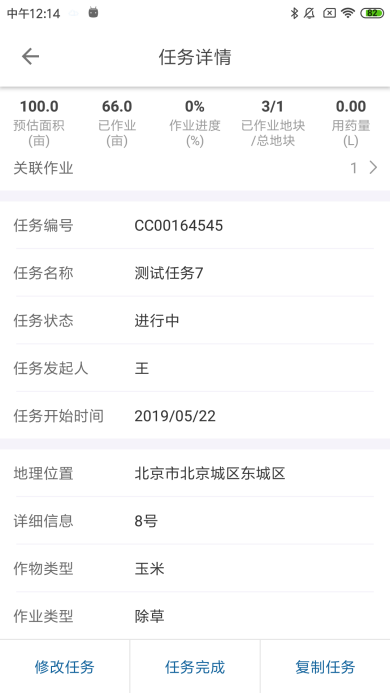 中午12:14
82
任务详情
100.0 66.0 0% 3/1 0.00
预估面积 已作业 作业进度 已作业地块 用药量
(亩) (亩) (%) /总地块 (L)
关联作业 1
任务编号 CC00164545
任务名称 测试任务7
任务状态 进行中
任务发起人 王
任务开始时间 2019/05/22
地理位置 北京市北京城区东城区
详细信息 8号
作物类型 玉米
作业类型 除草
修改任务 任务完成 复制任务